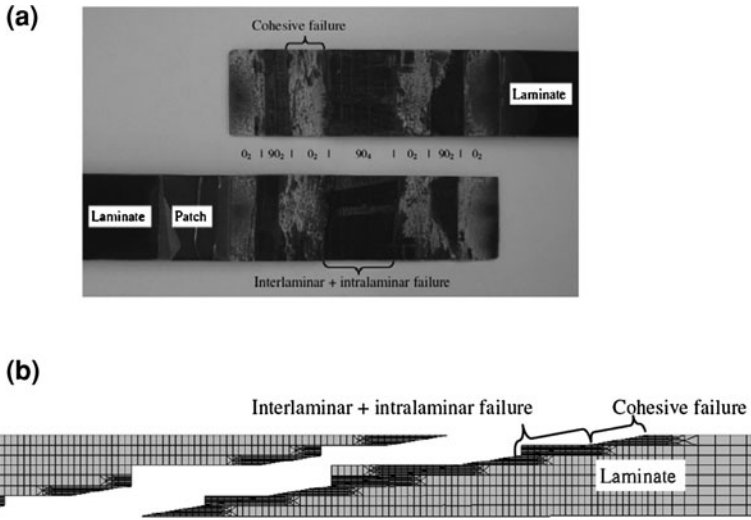 (a)
Cohesive failure
Laminate
0₂ | 90₂ | 0₂ | 90₄ | 0₂ | 90₂ | 0₂
Laminate
Patch
Interlaminar + intralaminar failure
(b)
Interlaminar + intralaminar failure
Cohesive failure
Laminate